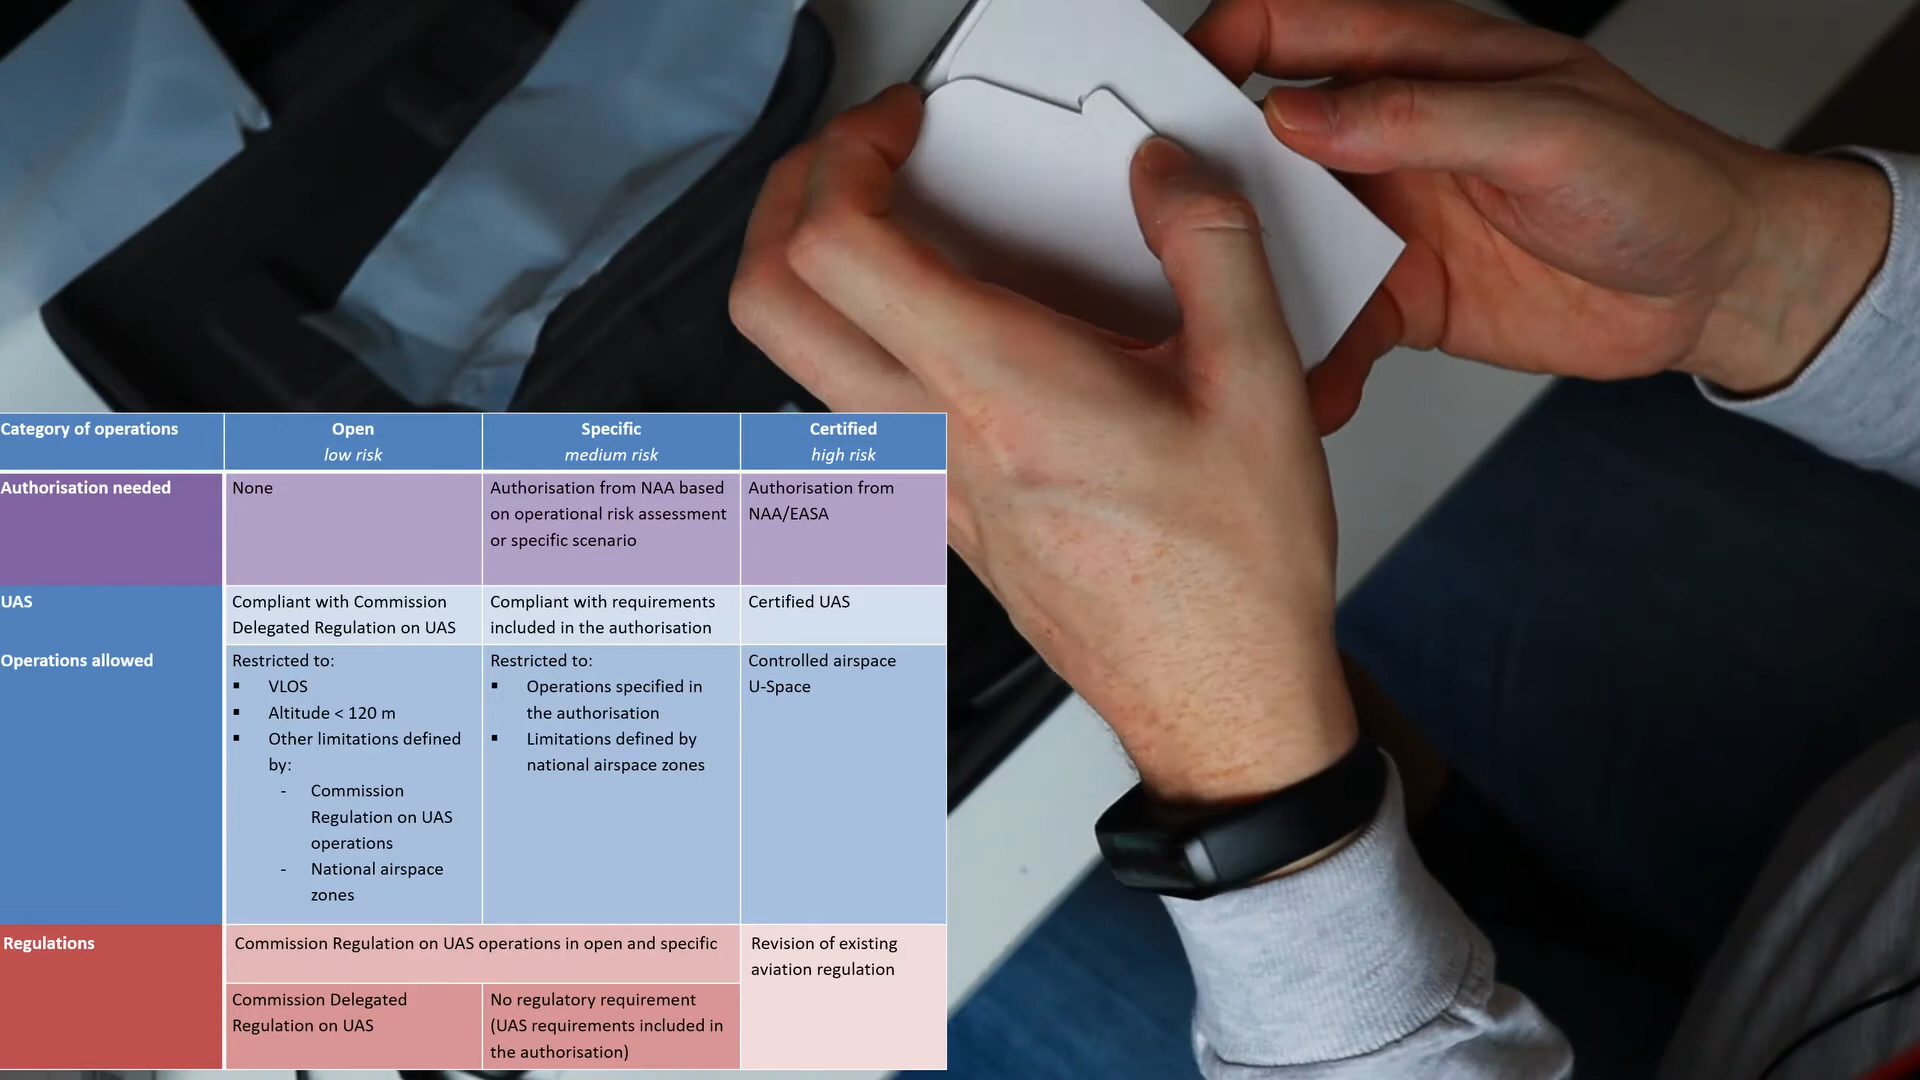 Category of operations
Open
low risk
Specific
medium risk
Certified
high risk
Authorisation needed
None
Authorisation from NAA based
on operational risk assessment
or specific scenario
Authorisation from
NAA/EASA
UAS
Compliant with Commission
Delegated Regulation on UAS
Compliant with requirements
included in the authorisation
Certified UAS
Operations allowed
Restricted to:
▪ VLOS
▪ Altitude < 120 m
▪ Other limitations defined
by:
- Commission
Regulation on UAS
operations
- National airspace
zones
Restricted to:
▪ Operations specified in
the authorisation
▪ Limitations defined by
national airspace zones
Controlled airspace
U-Space
Regulations
Commission Regulation on UAS operations in open and specific
Revision of existing
aviation regulation
Commission Delegated
Regulation on UAS
No regulatory requirement
(UAS requirements included in
the authorisation)